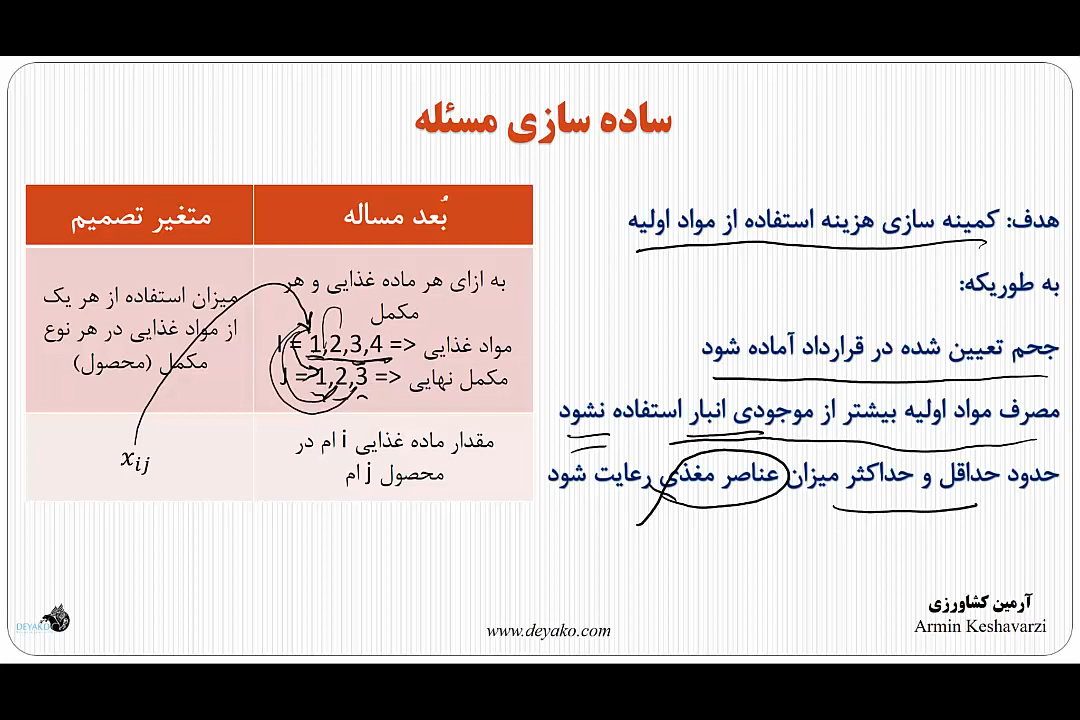 ساده سازی مسئله
هدف: کمینه سازی هزینه استفاده از مواد اولیه
به طوریکه:
جحم تعیین شده در قرارداد آماده شود
مصرف مواد اولیه بیشتر از موجودی انبار استفاده نشود
حدود حداقل و حداکثر میزان عناصر مغذی رعایت شود
بُعد مساله
متغیر تصمیم
به ازای هر ماده غذایی و هر
مکمل
مواد غذایی <= I = 1,2,3,4
مکمل نهایی <= J = 1,2,3
میزان استفاده از هر یک
از مواد غذایی در هر نوع
مکمل (محصول)
مقدار ماده غذایی i ام در
محصول j ام
xij
آرمین کشاورزی
Armin Keshavarzi
www.deyako.com
DEYAKO